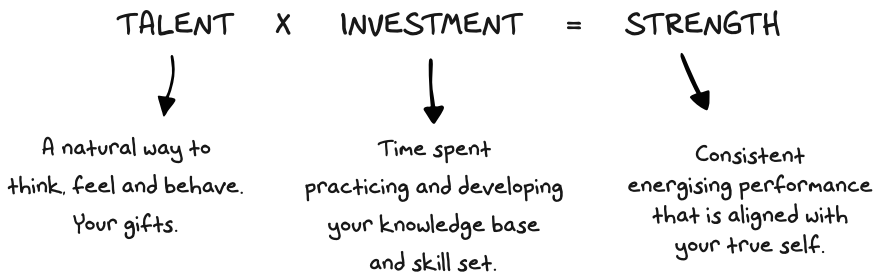 TALENT X INVESTMENT = STRENGTH
A natural way to
think, feel and behave.
Your gifts.
Time spent
practicing and developing
your knowledge base
and skill set.
Consistent
energising performance
that is aligned with
your true self.